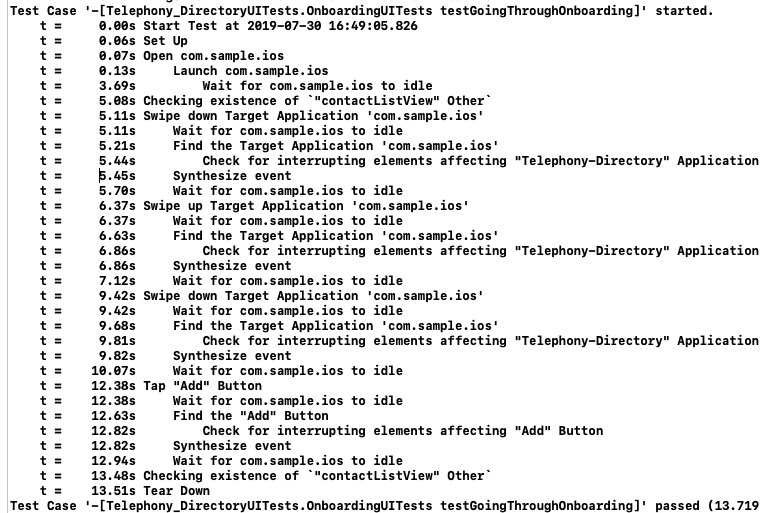 Test Case '-[Telephony_DirectoryUITests.OnboardingUITests testGoingThroughOnboarding]' started.
t = 0.00s Start Test at 2019-07-30 16:49:05.826
t = 0.06s Set Up
t = 0.07s Open com.sample.ios
t = 0.13s Launch com.sample.ios
t = 3.69s Wait for com.sample.ios to idle
t = 5.08s Checking existence of `"contactListView" Other`
t = 5.11s Swipe down Target Application 'com.sample.ios'
t = 5.11s Wait for com.sample.ios to idle
t = 5.21s Find the Target Application 'com.sample.ios'
t = 5.44s Check for interrupting elements affecting "Telephony-Directory" Application
t = 5.45s Synthesize event
t = 5.70s Wait for com.sample.ios to idle
t = 6.37s Swipe up Target Application 'com.sample.ios'
t = 6.37s Wait for com.sample.ios to idle
t = 6.63s Find the Target Application 'com.sample.ios'
t = 6.86s Check for interrupting elements affecting "Telephony-Directory" Application
t = 6.86s Synthesize event
t = 7.12s Wait for com.sample.ios to idle
t = 9.42s Swipe down Target Application 'com.sample.ios'
t = 9.42s Wait for com.sample.ios to idle
t = 9.68s Find the Target Application 'com.sample.ios'
t = 9.81s Check for interrupting elements affecting "Telephony-Directory" Application
t = 9.82s Synthesize event
t = 10.07s Wait for com.sample.ios to idle
t = 12.38s Tap "Add" Button
t = 12.38s Wait for com.sample.ios to idle
t = 12.63s Find the "Add" Button
t = 12.82s Check for interrupting elements affecting "Add" Button
t = 12.82s Synthesize event
t = 12.94s Wait for com.sample.ios to idle
t = 13.48s Checking existence of `"contactListView" Other`
t = 13.51s Tear Down
Test Case '-[Telephony_DirectoryUITests.OnboardingUITests testGoingThroughOnboarding]' passed (13.719